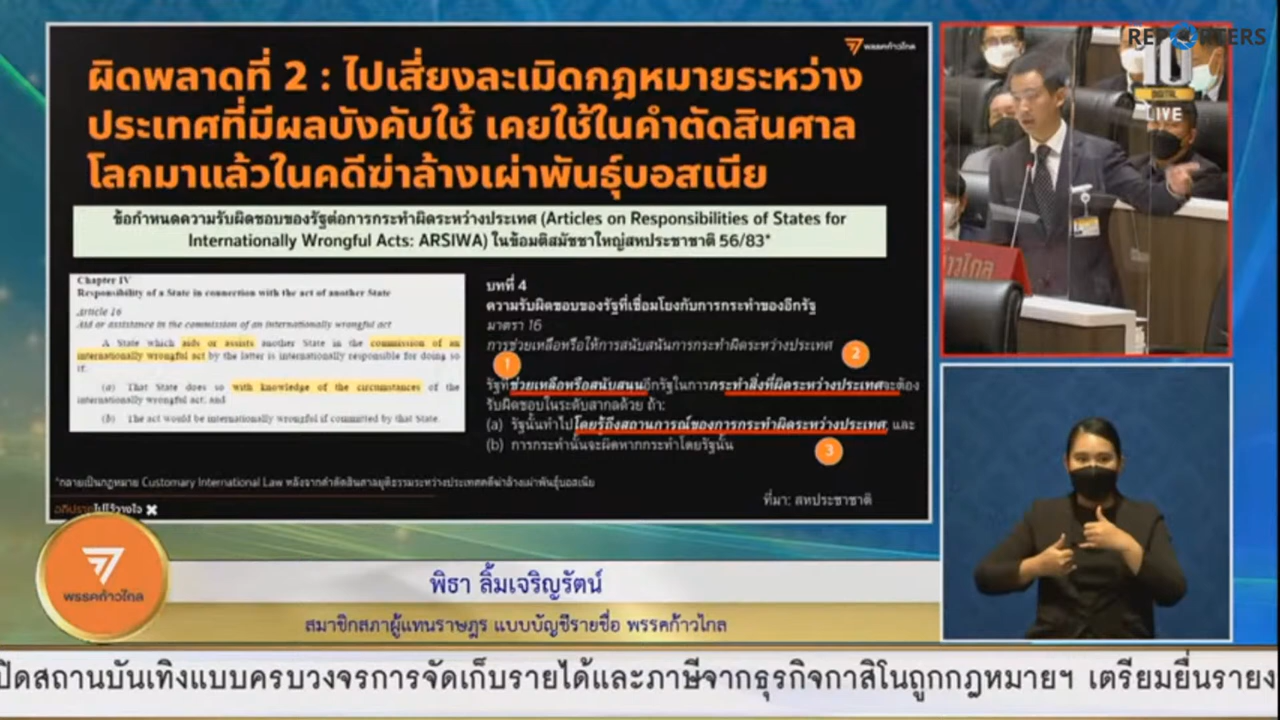 พรรคก้าวไกล
ผิดพลาดที่ 2 : ไปเสี่ยงละเมิดกฎหมายระหว่าง
ประเทศที่มีผลบังคับใช้ เคยใช้ในคำตัดสินศาล
โลกมาแล้วในคดีฆ่าล้างเผ่าพันธุ์บอสเนีย
ข้อกำหนดความรับผิดชอบของรัฐต่อการกระทำผิดระหว่างประเทศ (Articles on Responsibilities of States for
Internationally Wrongful Acts: ARSIWA) ในข้อมติสมัชชาใหญ่สหประชาชาติ 56/83*
Chapter IV
Responsibility of a State in connection with the act of another State
Article 16
Aid or assistance in the commission of an internationally wrongful act
A State which aids or assists another State in the commission of an
internationally wrongful act by the latter is internationally responsible for doing so
if:
(a) That State does so with knowledge of the circumstances of the
internationally wrongful act; and
(b) The act would be internationally wrongful if committed by that State.
บทที่ 4
ความรับผิดชอบของรัฐที่เชื่อมโยงกับการกระทำของอีกรัฐ
มาตรา 16
การช่วยเหลือหรือให้การสนับสนุนการกระทำผิดระหว่างประเทศ
1
2
รัฐที่ช่วยเหลือหรือสนับสนุนอีกรัฐในการกระทำสิ่งที่ผิดระหว่างประเทศจะต้อง
รับผิดชอบในระดับสากลด้วย ถ้า:
(a) รัฐนั้นทำไปโดยรู้ถึงสถานการณ์ของการกระทำผิดระหว่างประเทศ และ
(b) การกระทำนั้นจะผิดหากกระทำโดยรัฐนั้น
3
*กลายเป็นกฎหมาย Customary International Law หลังจากคำตัดสินศาลยุติธรรมระหว่างประเทศคดีฆ่าล้างเผ่าพันธุ์บอสเนีย
ที่มา: สหประชาชาติ
อภิปรายไม่ไว้วางใจ
REPORTERS
10
DIGITAL
LIVE
ก้าวไกล
พรรคก้าวไกล
พิธา ลิ้มเจริญรัตน์
สมาชิกสภาผู้แทนราษฎร แบบบัญชีรายชื่อ พรรคก้าวไกล
ปิดสถานบันเทิงแบบครบวงจรการจัดเก็บรายได้และภาษีจากธุรกิจกาสิโนถูกกฎหมายฯ เตรียมยื่นรายง